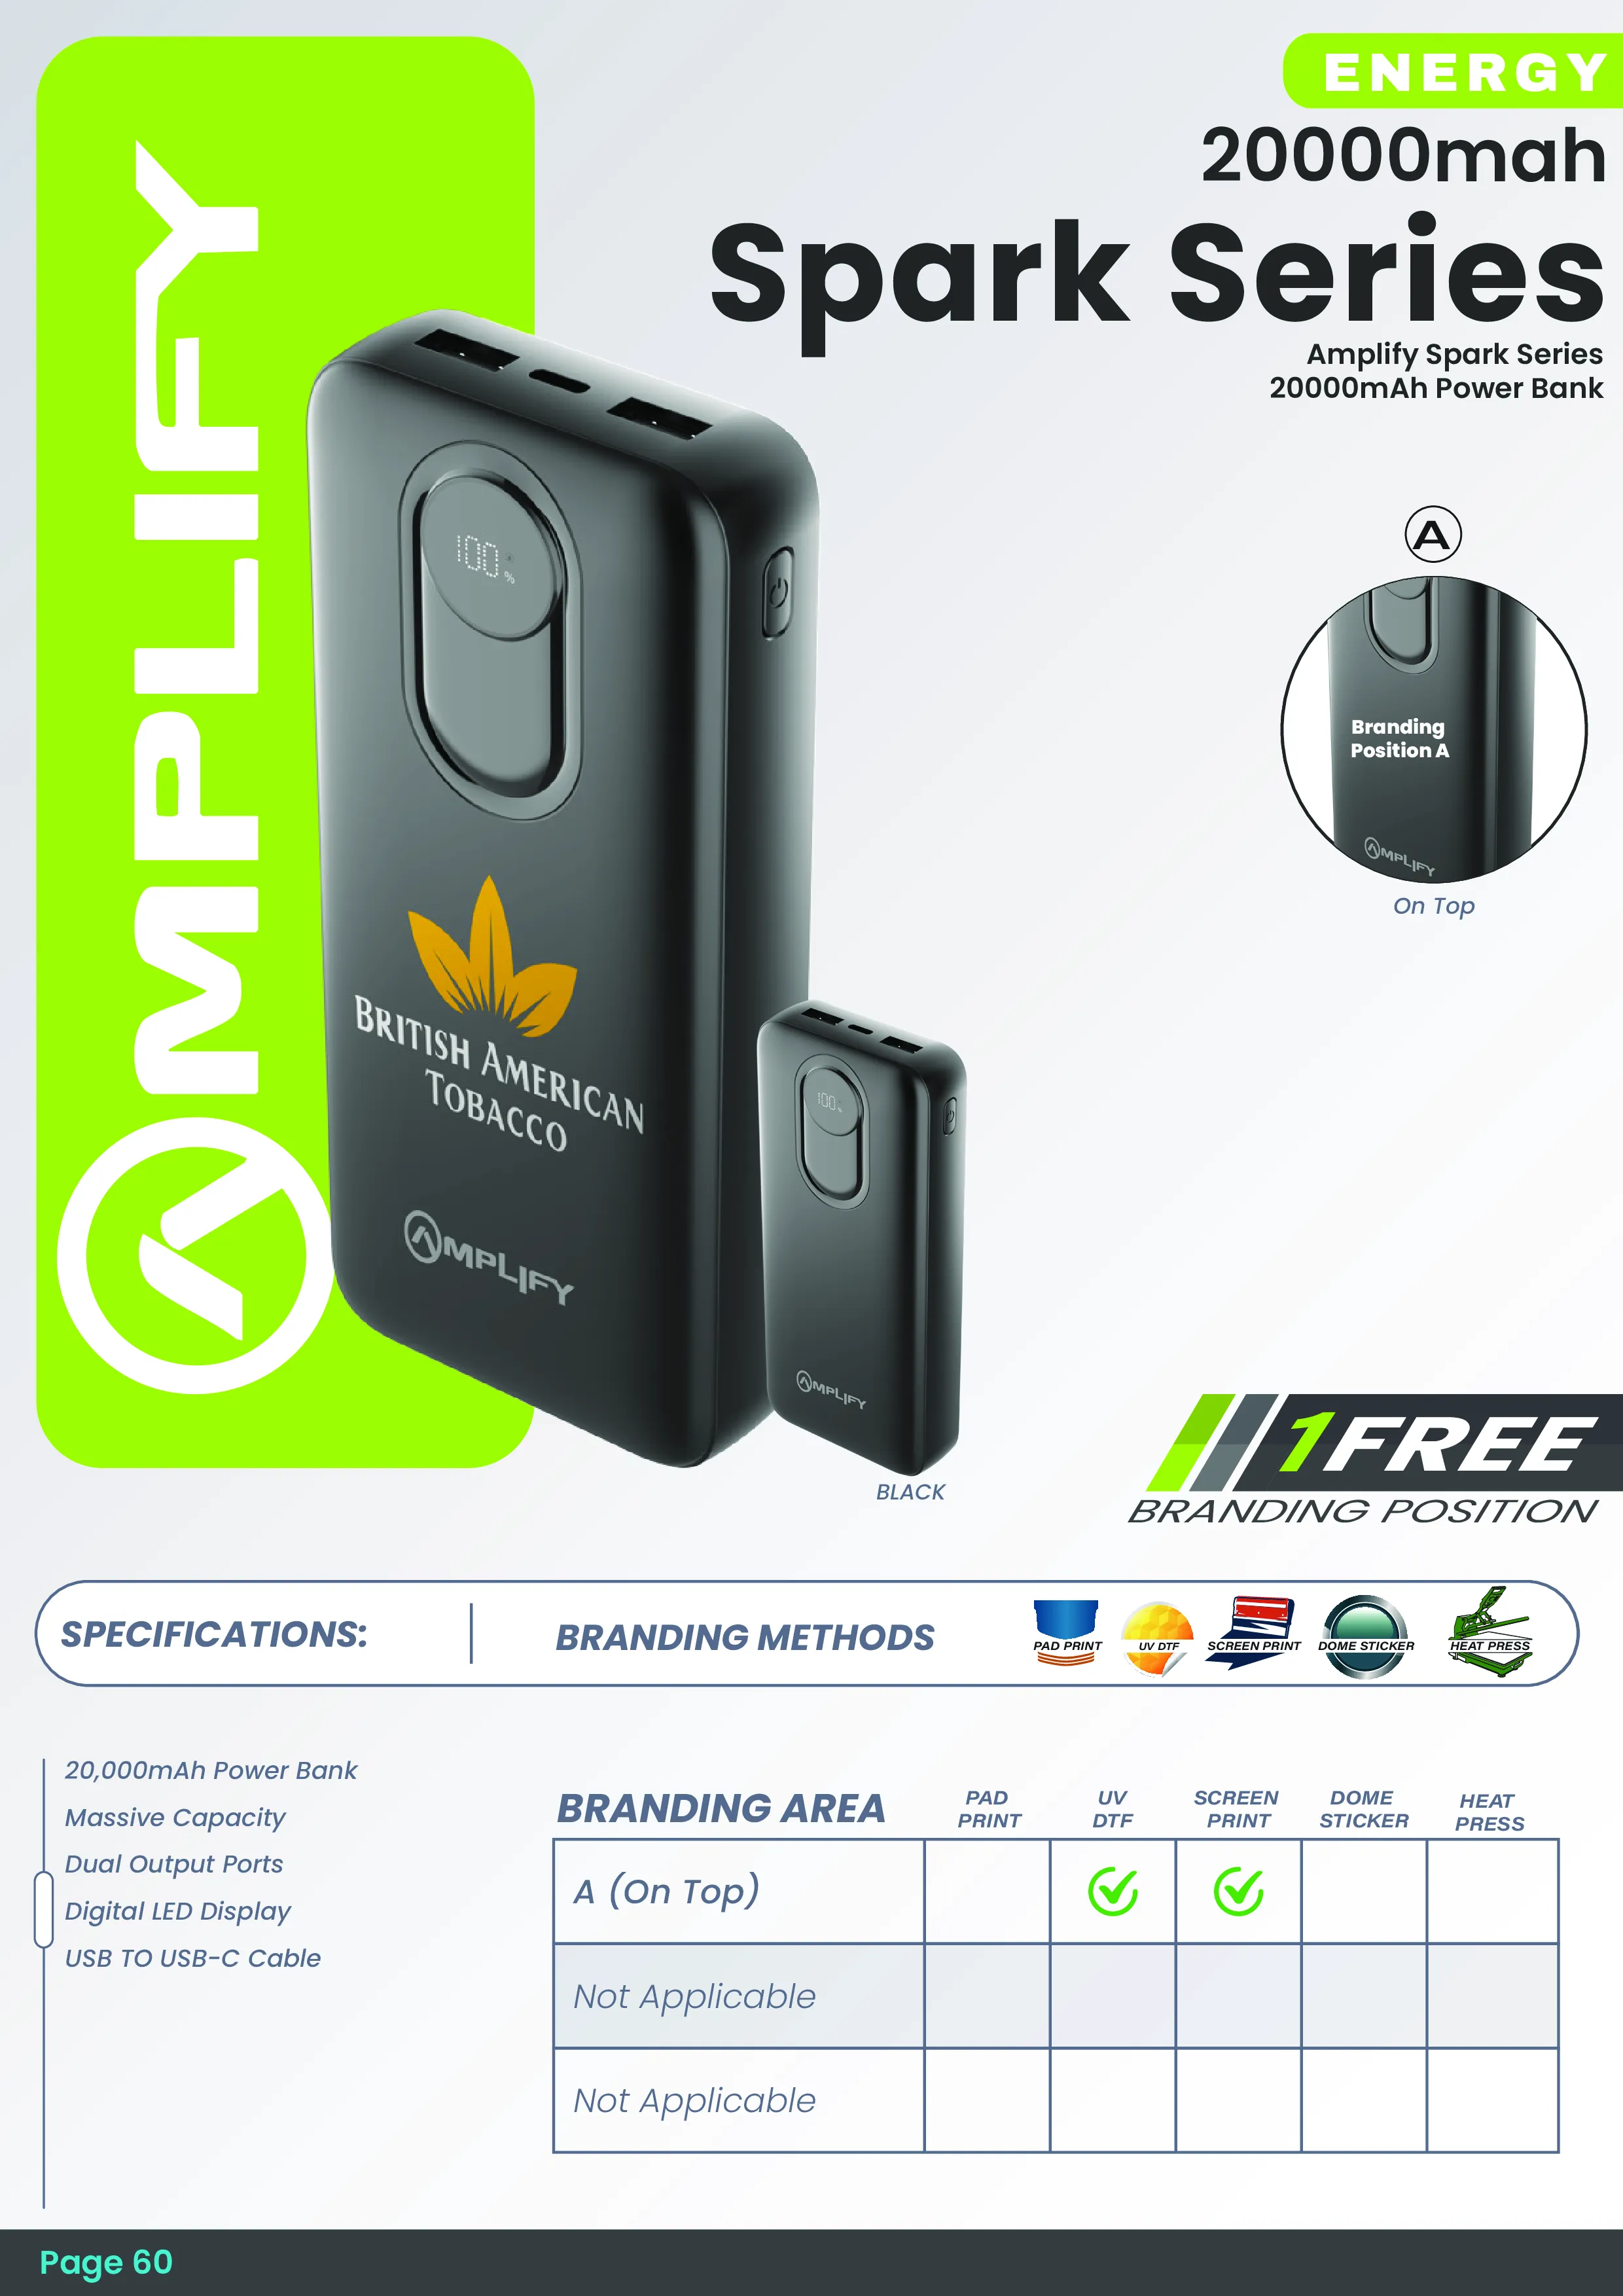 AMPLIFY
ENERGY
20000mah
Spark Series
Amplify Spark Series
20000mAh Power Bank
100 %
BRITISH AMERICAN
TOBACCO
AMPLIFY
100 %
AMPLIFY
BLACK
A
Branding
Position A
AMPLIFY
On Top
1FREE
BRANDING POSITION
SPECIFICATIONS:
BRANDING METHODS
PAD PRINT
UV DTF
SCREEN PRINT
DOME STICKER
HEAT PRESS
20,000mAh Power Bank
Massive Capacity
Dual Output Ports
Digital LED Display
USB TO USB-C Cable
BRANDING AREA
PAD
PRINT
UV
DTF
SCREEN
PRINT
DOME
STICKER
HEAT
PRESS
A (On Top)
Not Applicable
Not Applicable
Page 60